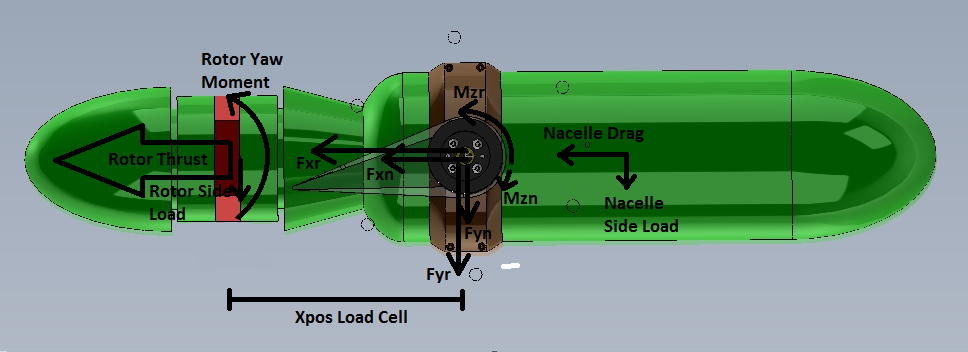 Rotor Yaw
Moment
Mzr
Nacelle Drag
Rotor Thrust
Fxr
Fxn
Rotor Side
Load
Mzn
Nacelle
Side Load
Fyn
Fyr
Xpos Load Cell